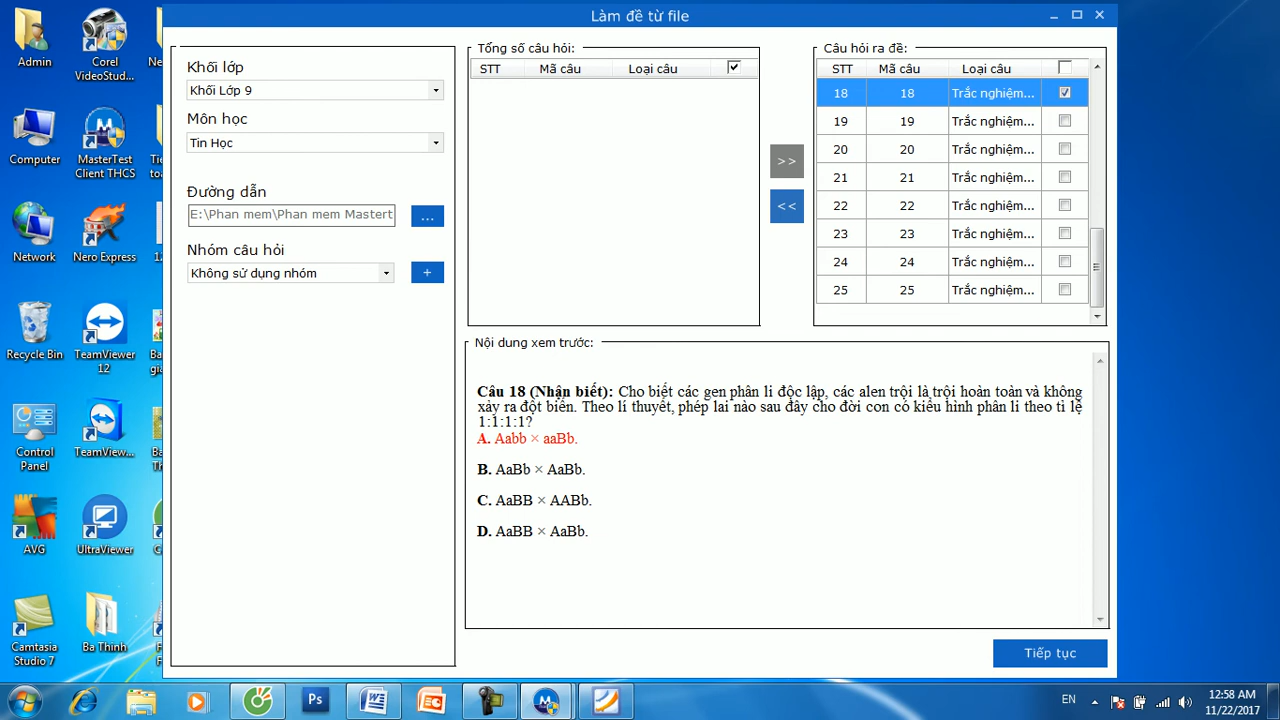 Làm đề từ file
Admin
Corel
VideoStud...
Ne
Computer
MasterTest
Client THCS
Network
Nero Express
Recycle Bin
TeamViewer
12
Control
Panel
TeamViewe...
AVG
UltraViewer
Camtasia
Studio 7
Ba Thinh
Khối lớp
Khối Lớp 9
Môn học
Tin Học
Đường dẫn
E:\Phan mem\Phan mem Mastert
...
Nhóm câu hỏi
Không sử dụng nhóm
+
Tổng số câu hỏi:
STT Mã câu Loại câu
>>
<<
Câu hỏi ra đề:
STT Mã câu Loại câu
18 18 Trắc nghiệm...
19 19 Trắc nghiệm...
20 20 Trắc nghiệm...
21 21 Trắc nghiệm...
22 22 Trắc nghiệm...
23 23 Trắc nghiệm...
24 24 Trắc nghiệm...
25 25 Trắc nghiệm...
Nội dung xem trước:
Câu 18 (Nhận biết): Cho biết các gen phân li độc lập, các alen trội là trội hoàn toàn và không
xảy ra đột biến. Theo lí thuyết, phép lai nào sau đây cho đời con có kiểu hình phân li theo tỉ lệ
1:1:1:1?
A. Aabb × aaBb.
B. AaBb × AaBb.
C. AaBB × AABb.
D. AaBB × AaBb.
Tiếp tục
Ps
EN
12:58 AM
11/22/2017